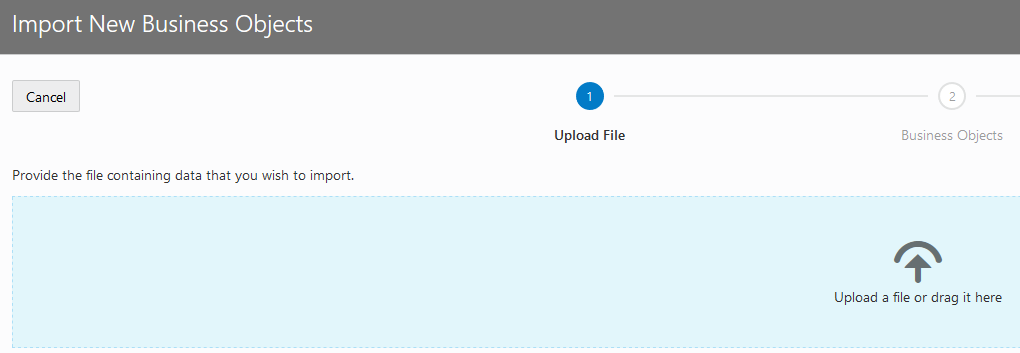 Import New Business Objects
Cancel
1
2
Upload File
Business Objects
Provide the file containing data that you wish to import.
Upload a file or drag it here